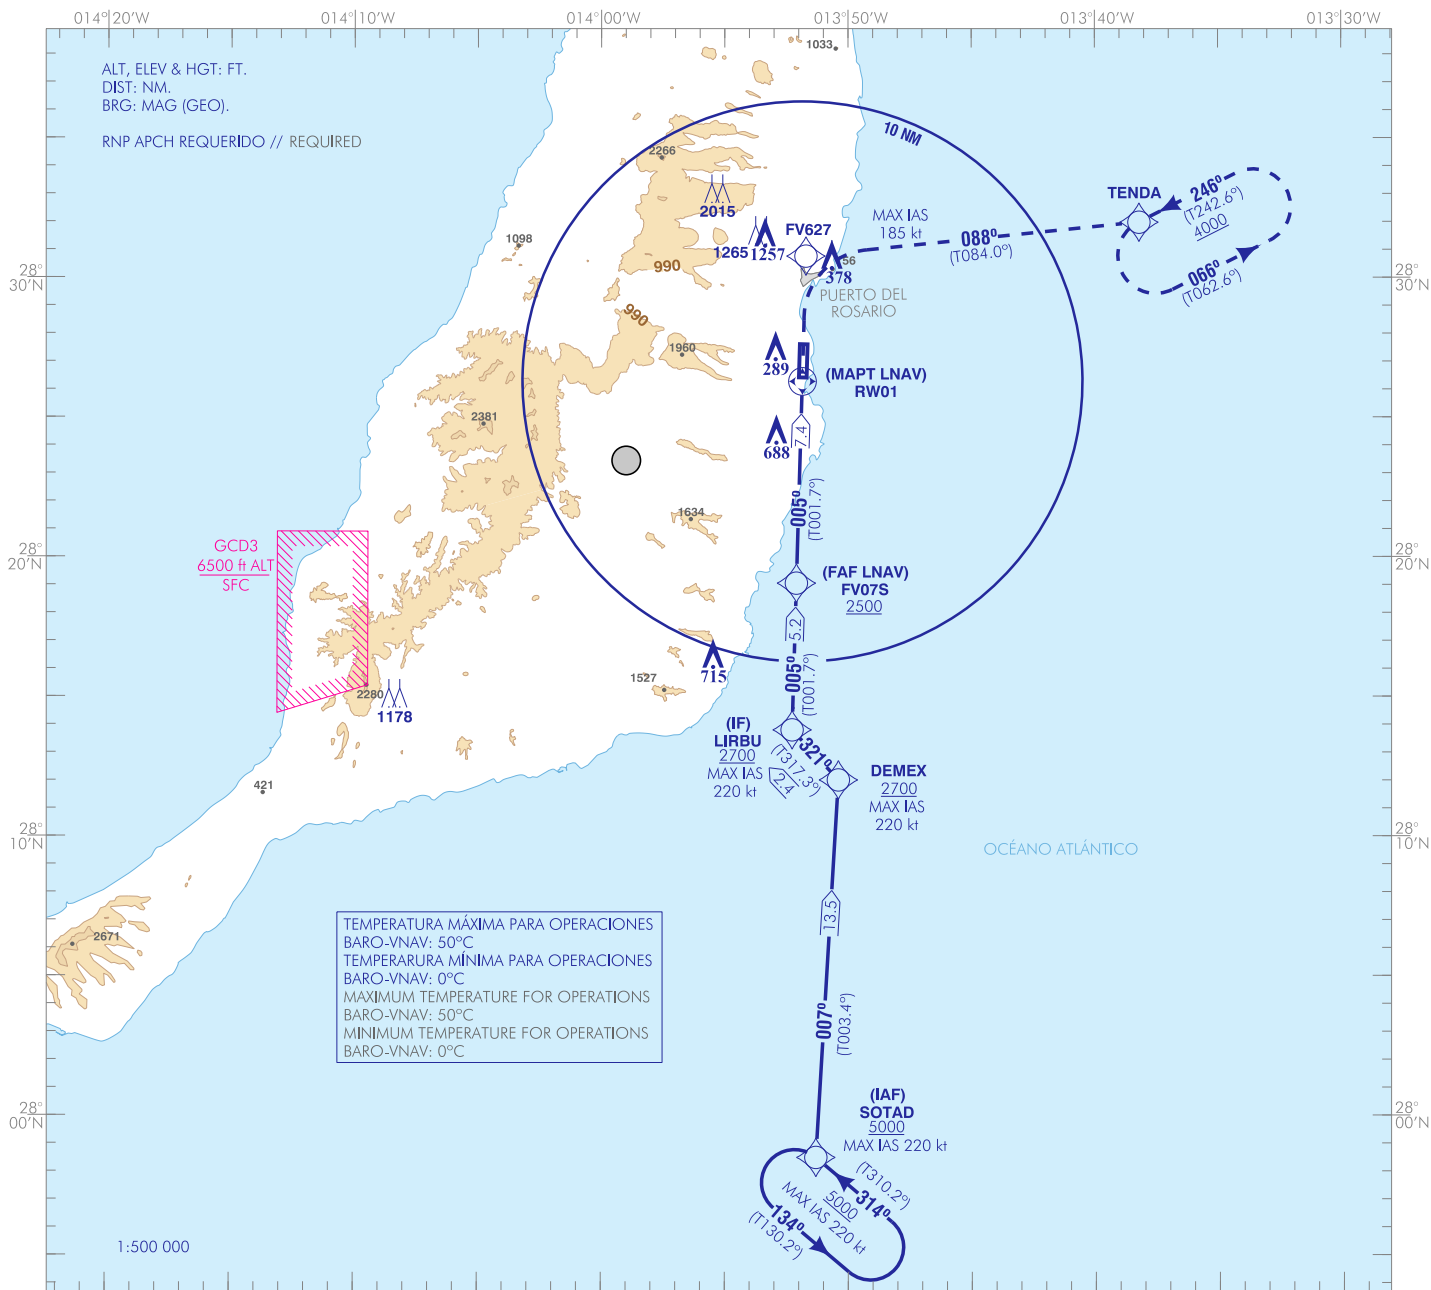 014°20'W
014°10'W
014°00'W
013°50'W
013°40'W
013°30'W
ALT, ELEV & HGT: FT.
DIST: NM.
BRG: MAG (GEO).
RNP APCH REQUERIDO // REQUIRED
1033
10 NM
2266
2015
1098
1265
1257
FV627
MAX IAS
185 kt
088°
(T084.0°)
TENDA
246°
(T242.6°)
4000
066°
(T062.6°)
56
378
PUERTO DEL
ROSARIO
28°
30'N
28°
30'N
990
990
1960
289
(MAPT LNAV)
RW01
2381
688
7.4
005°
(T001.7°)
1634
28°
20'N
28°
20'N
GCD3
6500 ft ALT
SFC
(FAF LNAV)
FV07S
2500
5.2
005°
(T001.7°)
715
1527
2280
1178
(IF)
LIRBU
2700
MAX IAS
220 kt
321°
(T317.3°)
2.4
DEMEX
2700
MAX IAS
220 kt
421
28°
10'N
28°
10'N
OCÉANO ATLÁNTICO
13.5
007°
(T003.4°)
2671
TEMPERATURA MÁXIMA PARA OPERACIONES
BARO-VNAV: 50°C
TEMPERARURA MÍNIMA PARA OPERACIONES
BARO-VNAV: 0°C
MAXIMUM TEMPERATURE FOR OPERATIONS
BARO-VNAV: 50°C
MINIMUM TEMPERATURE FOR OPERATIONS
BARO-VNAV: 0°C
28°
00'N
28°
00'N
(IAF)
SOTAD
5000
MAX IAS 220 kt
(T310.2°)
314°
5000
MAX IAS 220 kt
134°
(T130.2°)
1:500 000